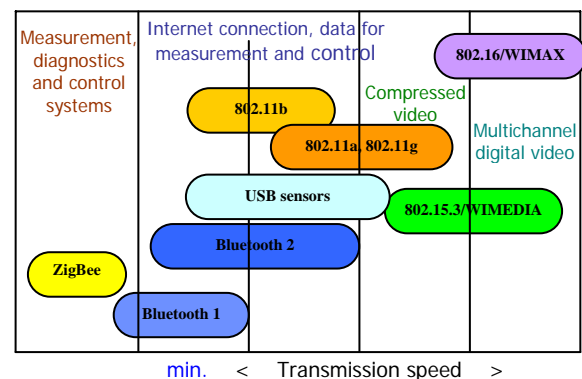 Measurement,
diagnostics
and control
systems
Internet connection, data for
measurement and control
802.16/WIMAX
802.11b
Compressed
video
802.11a, 802.11g
Multichannel
digital video
USB sensors
802.15.3/WIMEDIA
Bluetooth 2
ZigBee
Bluetooth 1
min. < Transmission speed >